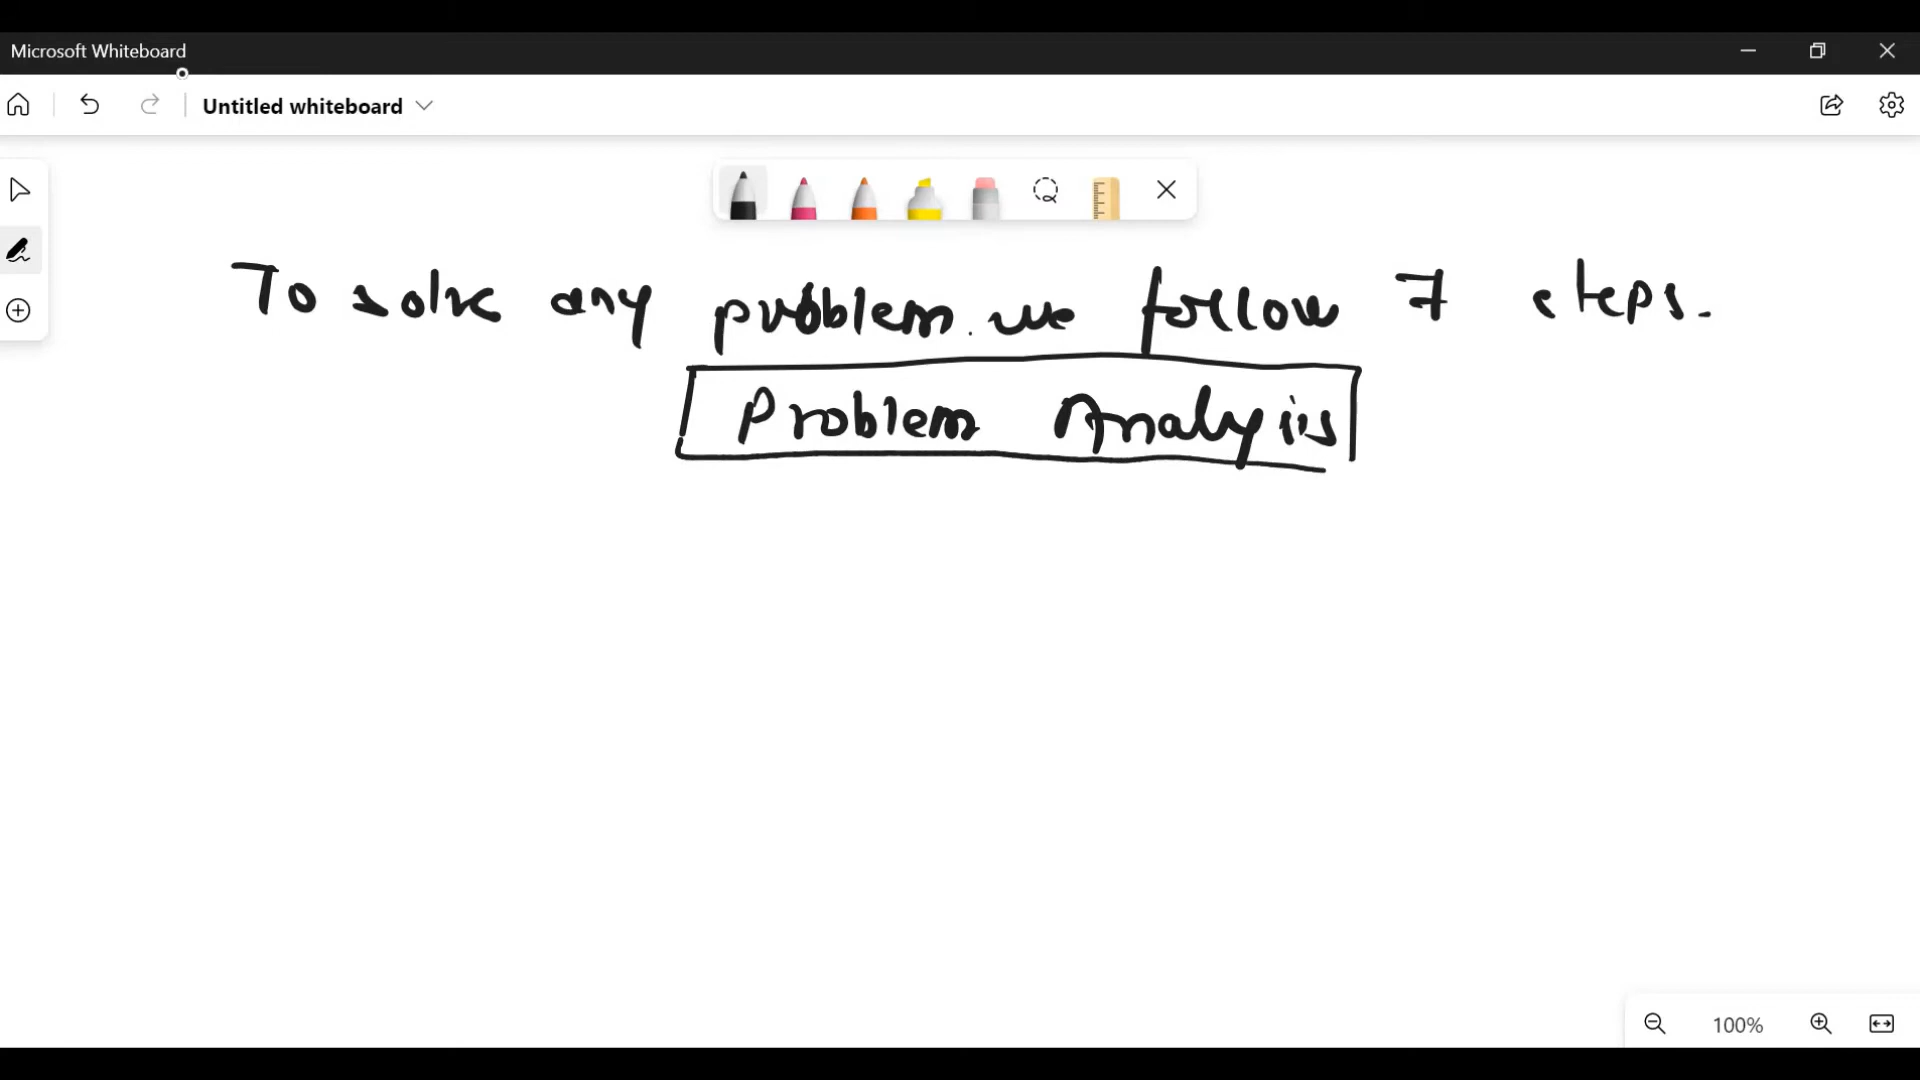 Microsoft Whiteboard
Untitled whiteboard
To solve any problem. we follow 7 steps.
Problem Analysis
100%